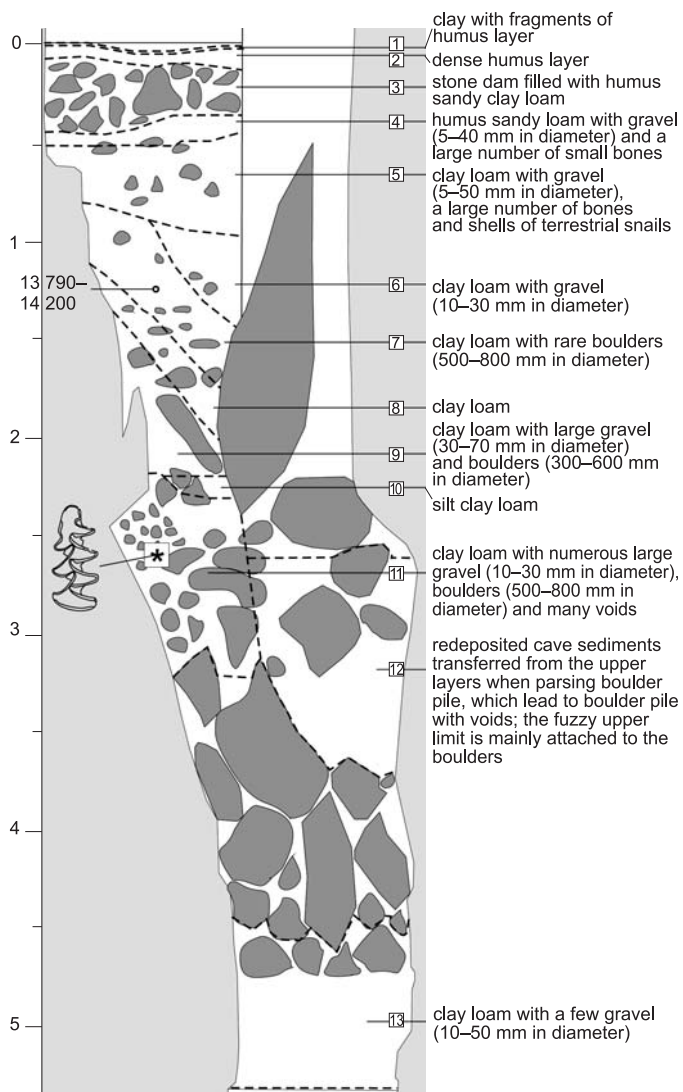 0
1
2
3
4
5
13 790–
14 200
1
clay with fragments of
humus layer
2
dense humus layer
3
stone dam filled with humus
sandy clay loam
4
humus sandy loam with gravel
(5–40 mm in diameter) and a
large number of small bones
5
clay loam with gravel
(5–50 mm in diameter),
a large number of bones
and shells of terrestrial snails
6
clay loam with gravel
(10–30 mm in diameter)
7
clay loam with rare boulders
(500–800 mm in diameter)
8
clay loam
9
clay loam with large gravel
(30–70 mm in diameter)
and boulders (300–600 mm
in diameter)
10
silt clay loam
*
11
clay loam with numerous large
gravel (10–30 mm in diameter),
boulders (500–800 mm in
diameter) and many voids
12
redeposited cave sediments
transferred from the upper
layers when parsing boulder
pile, which lead to boulder pile
with voids; the fuzzy upper
limit is mainly attached to the
boulders
13
clay loam with a few gravel
(10–50 mm in diameter)